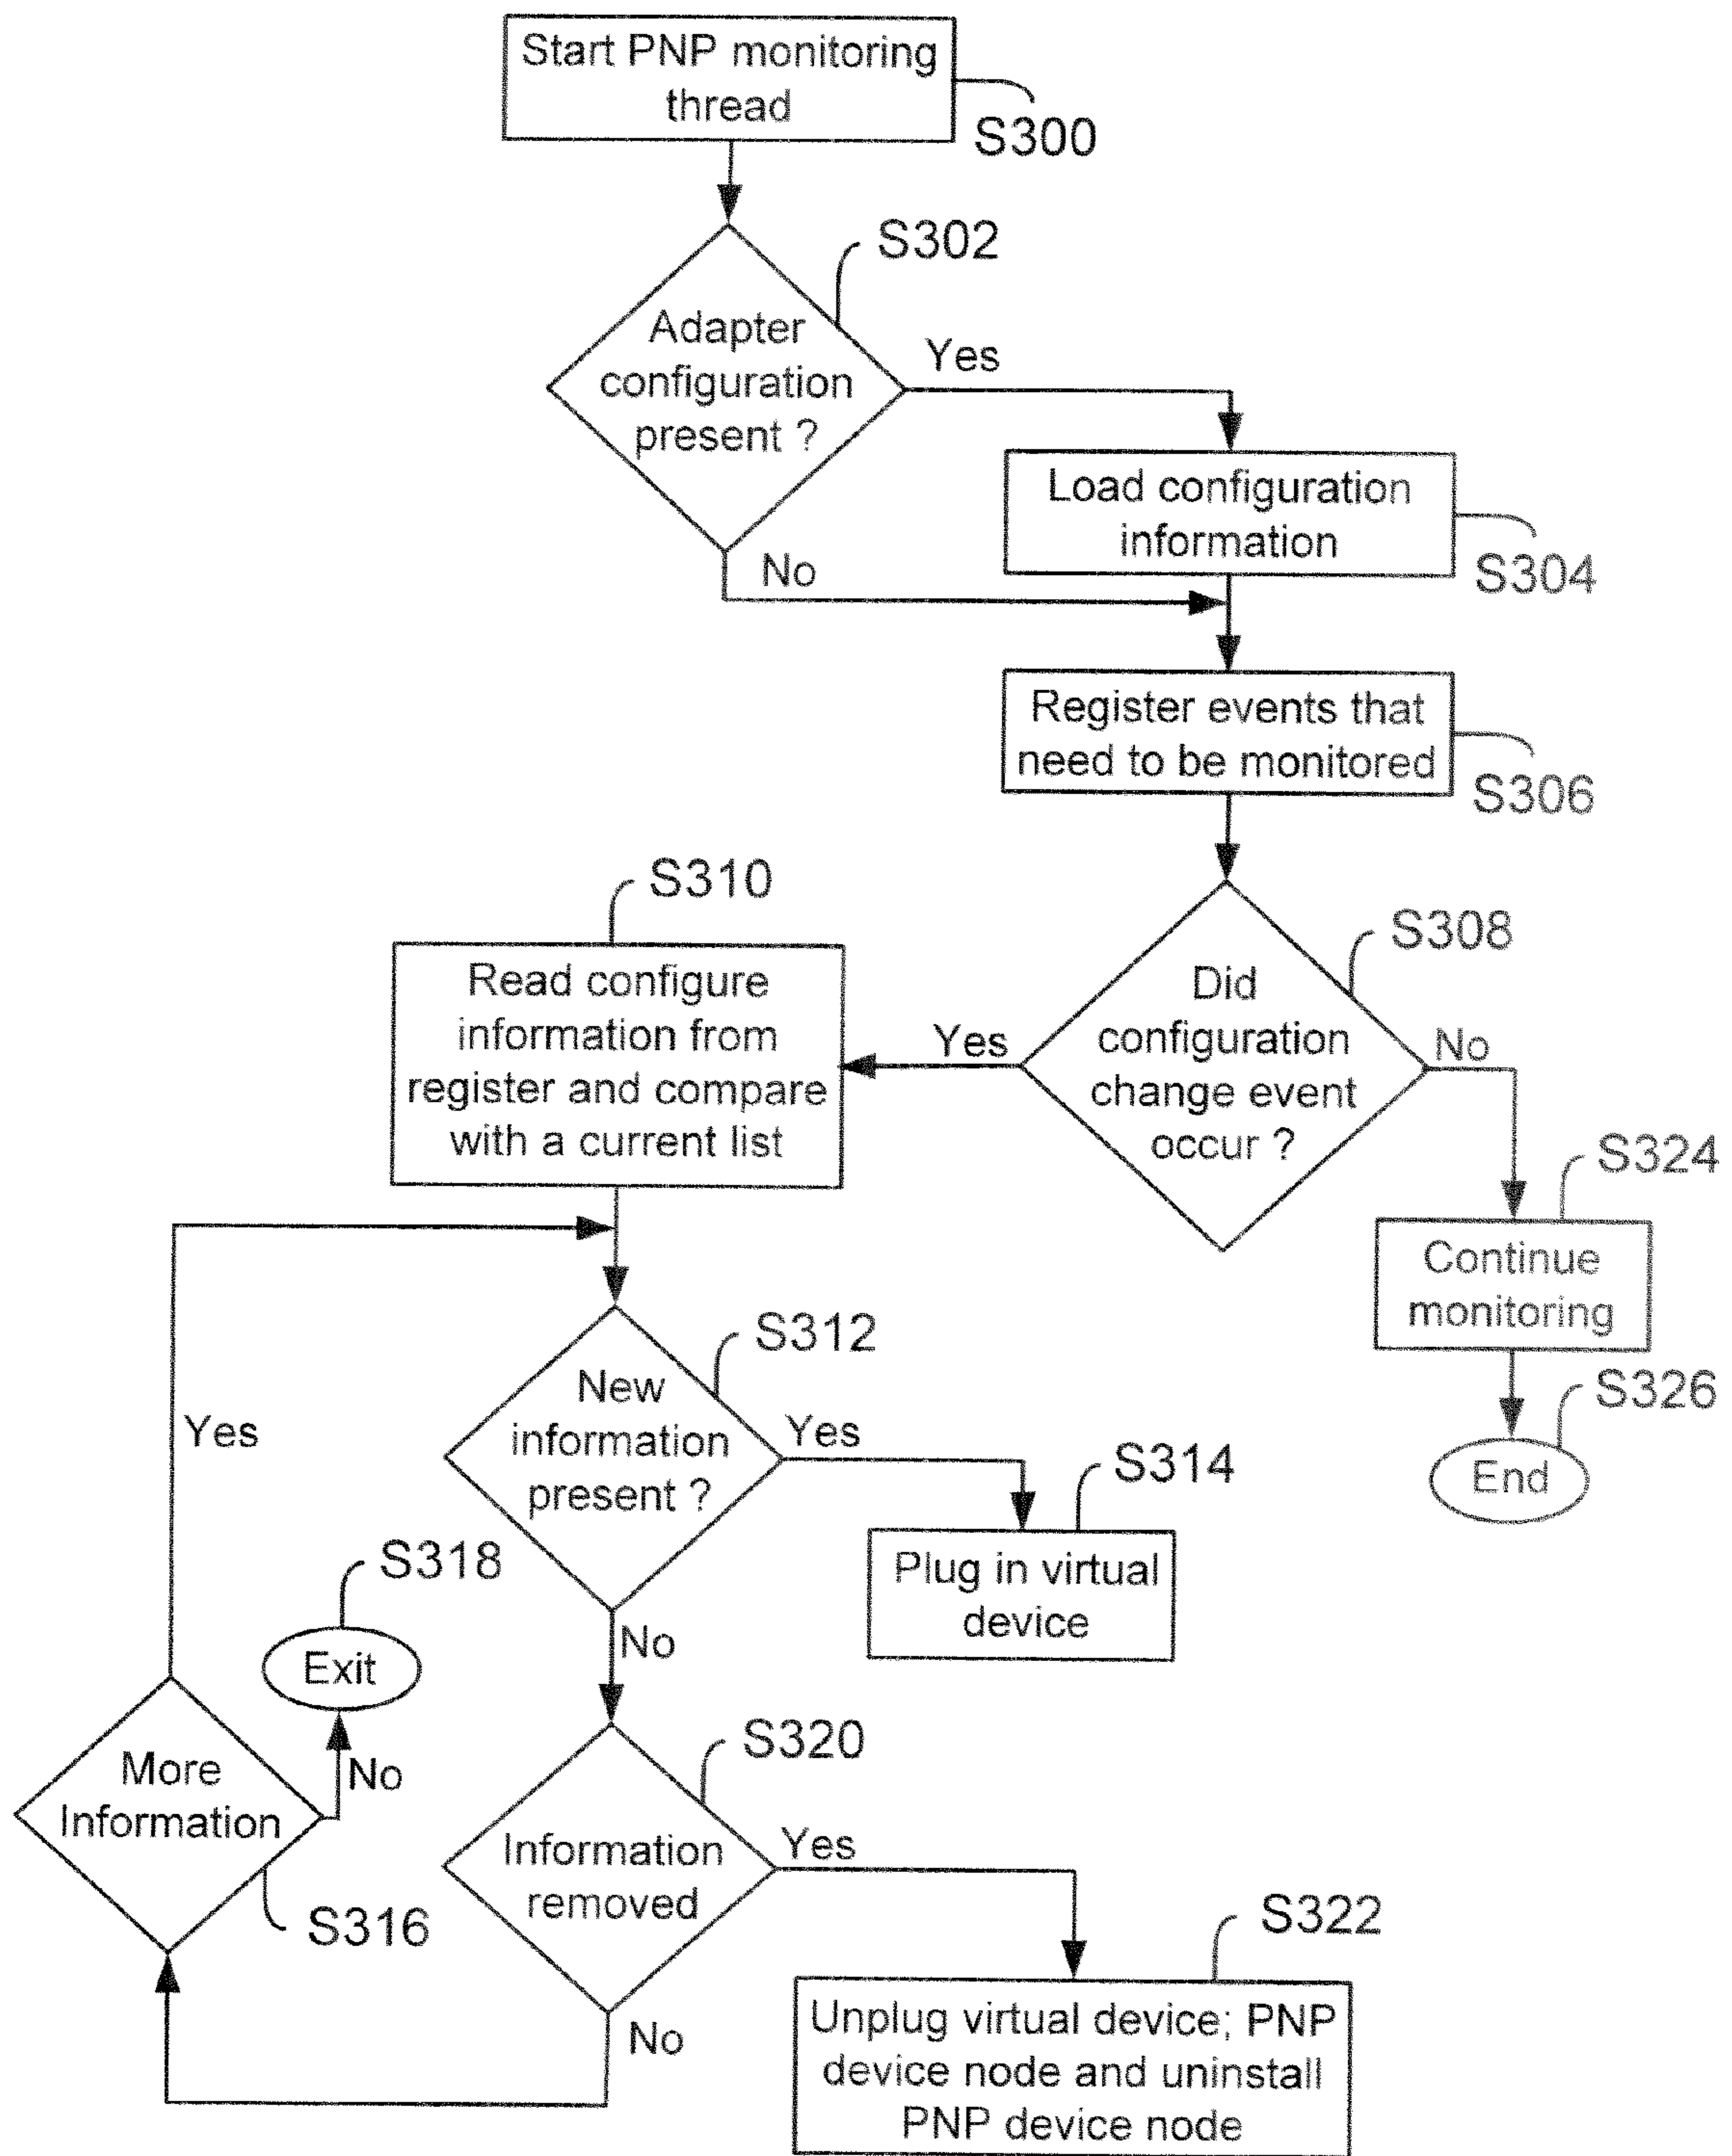 Start PNP monitoring
thread
S300
S302
Adapter
configuration
present ?
Yes
No
Load configuration
information
S304
Register events that
need to be monitored
S306
S308
Did
configuration
change event
occur ?
Yes
No
S310
Read configure
information from
register and compare
with a current list
S324
Continue
monitoring
S326
End
S312
New
information
present ?
Yes
No
S314
Plug in virtual
device
Yes
S318
Exit
No
More
Information
S316
S320
Information
removed
Yes
No
S322
Unplug virtual device; PNP
device node and uninstall
PNP device node